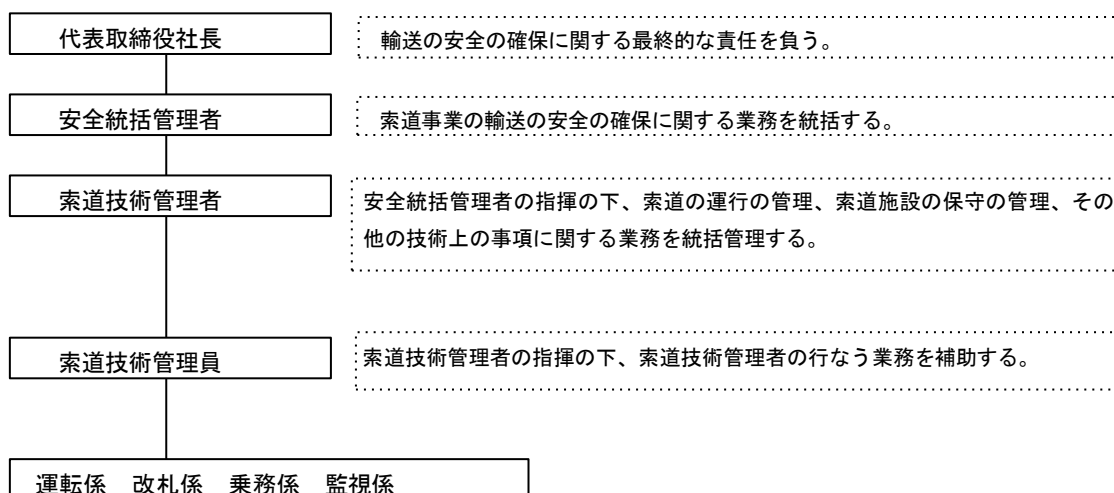 代表取締役社長
輸送の安全の確保に関する最終的な責任を負う。
安全統括管理者
索道事業の輸送の安全の確保に関する業務を統括する。
索道技術管理者
安全統括管理者の指揮の下、索道の運行の管理、索道施設の保守の管理、その
他の技術上の事項に関する業務を統括管理する。
索道技術管理員
索道技術管理者の指揮の下、索道技術管理者の行なう業務を補助する。
運転係 改札係 乗務係 監視係